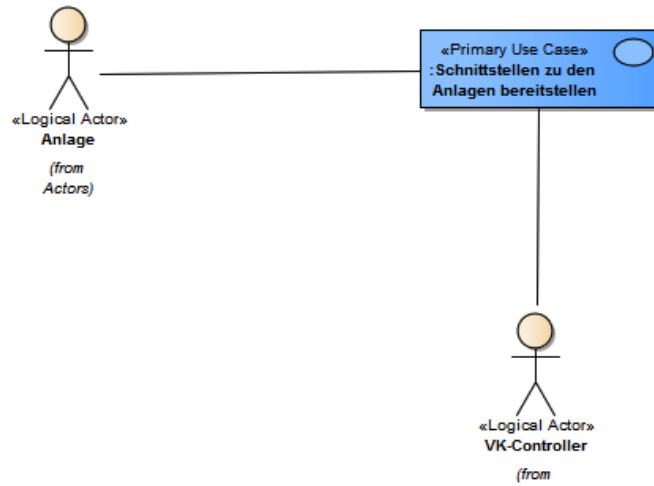 «Primary Use Case»
:Schnittstellen zu den
Anlagen bereitstellen
«Logical Actor»
Anlage
(from
Actors)
«Logical Actor»
VK-Controller
(from